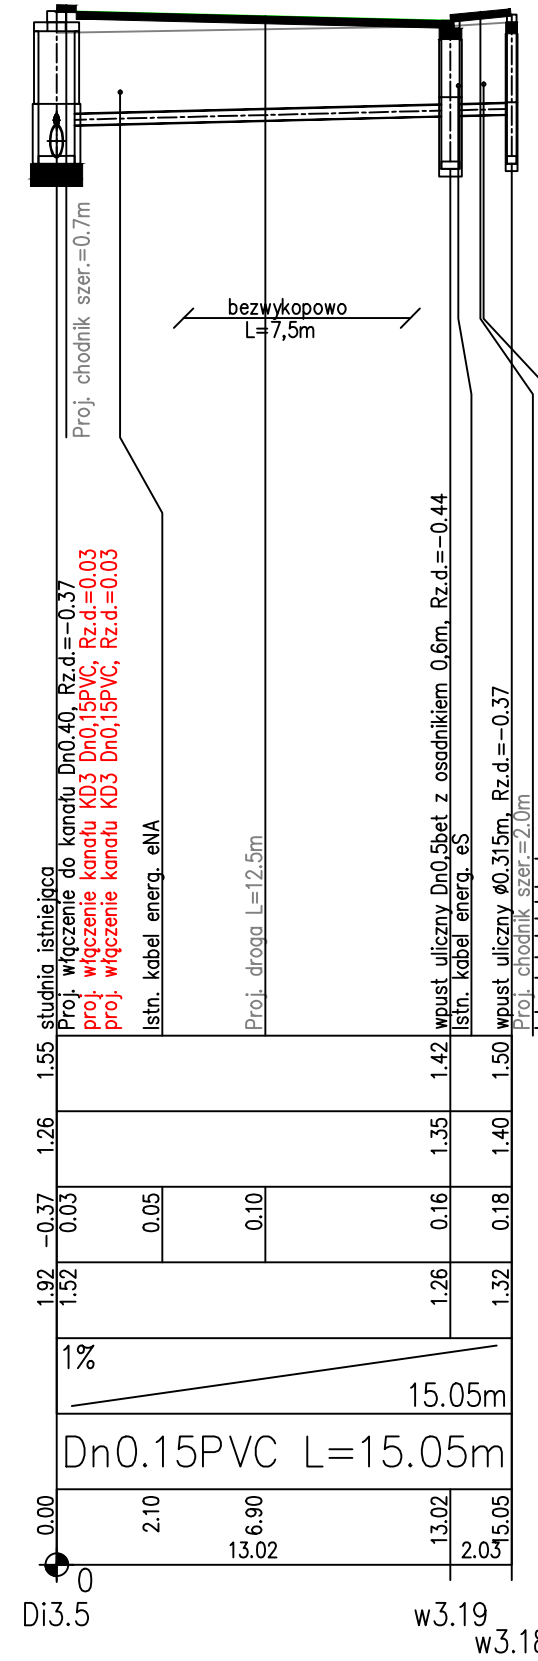 Proj. chodnik szer.=0.7m
bezwykopowo
L=7,5m
studnia istniejąca
Proj. włączenie do kanału Dn0.40, Rz.d.=-0.37
proj. włączenie kanału KD3 Dn0,15PVC, Rz.d.=0.03
proj. włączenie kanału KD3 Dn0,15PVC, Rz.d.=0.03
Istn. kabel energ. eNA
Proj. droga L=12.5m
wpust uliczny Dn0,5bet z osadnikiem 0,6m, Rz.d.=-0.44
Istn. kabel energ. eS
wpust uliczny ø0.315m, Rz.d.=-0.37
Proj. chodnik szer.=2.0m
1.55 1.42 1.50
1.26 1.35 1.40
-0.37 0.03 0.05 0.10 0.16 0.18
1.92 1.52 1.26 1.32
1%
15.05m
Dn0.15PVC L=15.05m
0.00 2.10 6.90 13.02 15.05
13.02 2.03
0
Di3.5 w3.19
w3.18